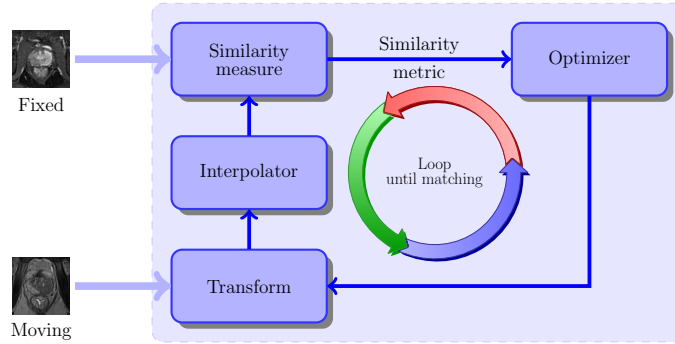 Fixed
Similarity
measure
Similarity
metric
Optimizer
Interpolator
Loop
until matching
Transform
Moving